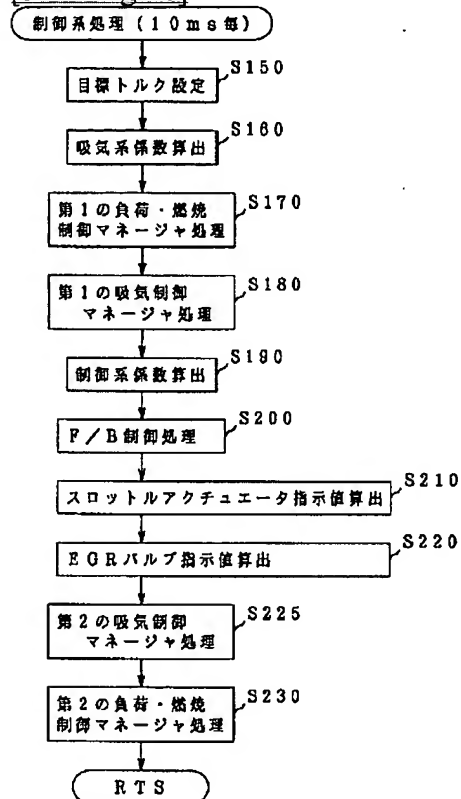 制御系処理(10ms毎)
S150
目標トルク設定
S160
吸気系係数算出
S170
第1の負荷・燃焼
制御マネージャ処理
S180
第1の吸気制御
マネージャ処理
S190
制御系係数算出
S200
F/B制御処理
S210
スロットルアクチュエータ指示値算出
S220
EGRバルブ指示値算出
S225
第2の吸気制御
マネージャ処理
S230
第2の負荷・燃焼
制御マネージャ処理
RTS